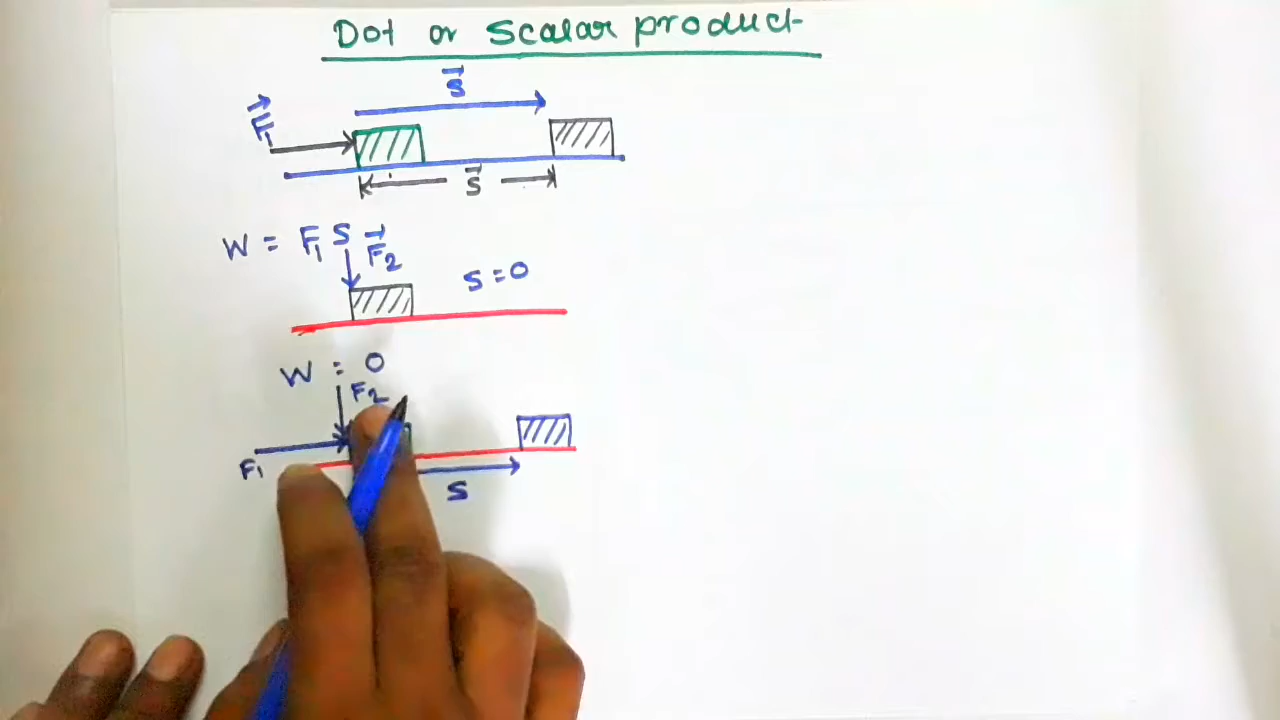 Dot or Scalar product
S⃗
F⃗₁
S⃗
W = F₁ S
F⃗₂
S = 0
W = 0
F₂
F₁
S